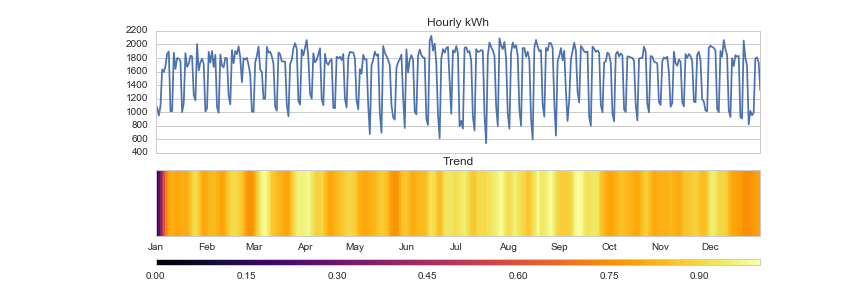 Hourly kWh
2200
2000
1800
1600
1400
1200
1000
800
600
400
Trend
Jan Feb Mar Apr May Jun Jul Aug Sep Oct Nov Dec
0.00 0.15 0.30 0.45 0.60 0.75 0.90